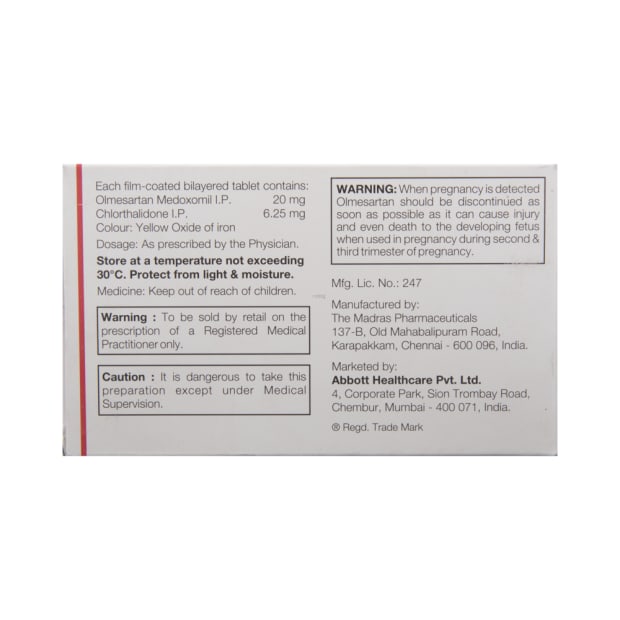 Each film-coated bilayered tablet contains:
Olmesartan Medoxomil I.P. 20 mg
Chlorthalidone I.P. 6.25 mg
Colour: Yellow Oxide of iron
Dosage: As prescribed by the Physician.
Store at a temperature not exceeding
30°C. Protect from light & moisture.
Medicine: Keep out of reach of children.
Warning : To be sold by retail on the
prescription of a Registered Medical
Practitioner only.
Caution : It is dangerous to take this
preparation except under Medical
Supervision.
WARNING: When pregnancy is detected
Olmesartan should be discontinued as
soon as possible as it can cause injury
and even death to the developing fetus
when used in pregnancy during second &
third trimester of pregnancy.
Mfg. Lic. No.: 247
Manufactured by:
The Madras Pharmaceuticals
137-B, Old Mahabalipuram Road,
Karapakkam, Chennai - 600 096, India.
Marketed by:
Abbott Healthcare Pvt. Ltd.
4, Corporate Park, Sion Trombay Road,
Chembur, Mumbai - 400 071, India.
® Regd. Trade Mark